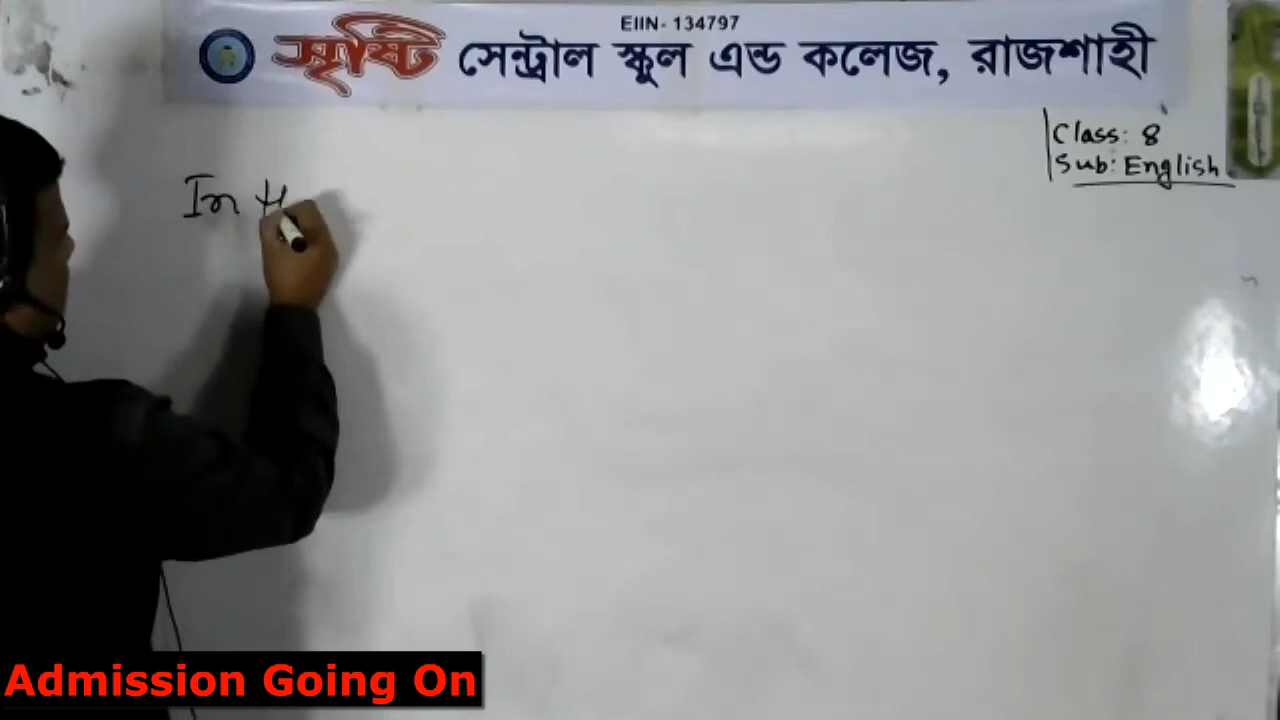 EIIN- 134797
সৃষ্টি সেন্ট্রাল স্কুল এন্ড কলেজ, রাজশাহী
Class: 8
Sub: English
In
Admission Going On